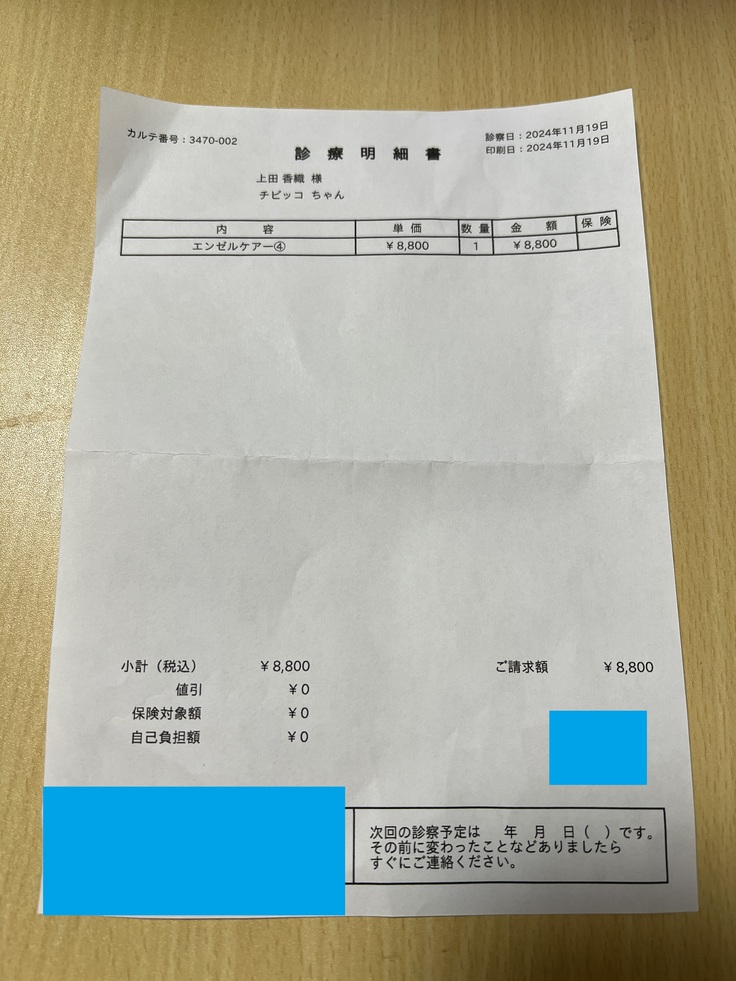 カルテ番号：3470-002
診療明細書
診察日：2024年11月19日
印刷日：2024年11月19日
上田 香織 様
チビッコ ちゃん
内容 単価 数量 金額 保険
エンゼルケアー④ ¥8,800 1 ¥8,800
小計（税込） ¥8,800
値引 ¥0
保険対象額 ¥0
自己負担額 ¥0
ご請求額 ¥8,800
次回の診察予定は　年　月　日（　）です。
その前に変わったことなどありましたら
すぐにご連絡ください。